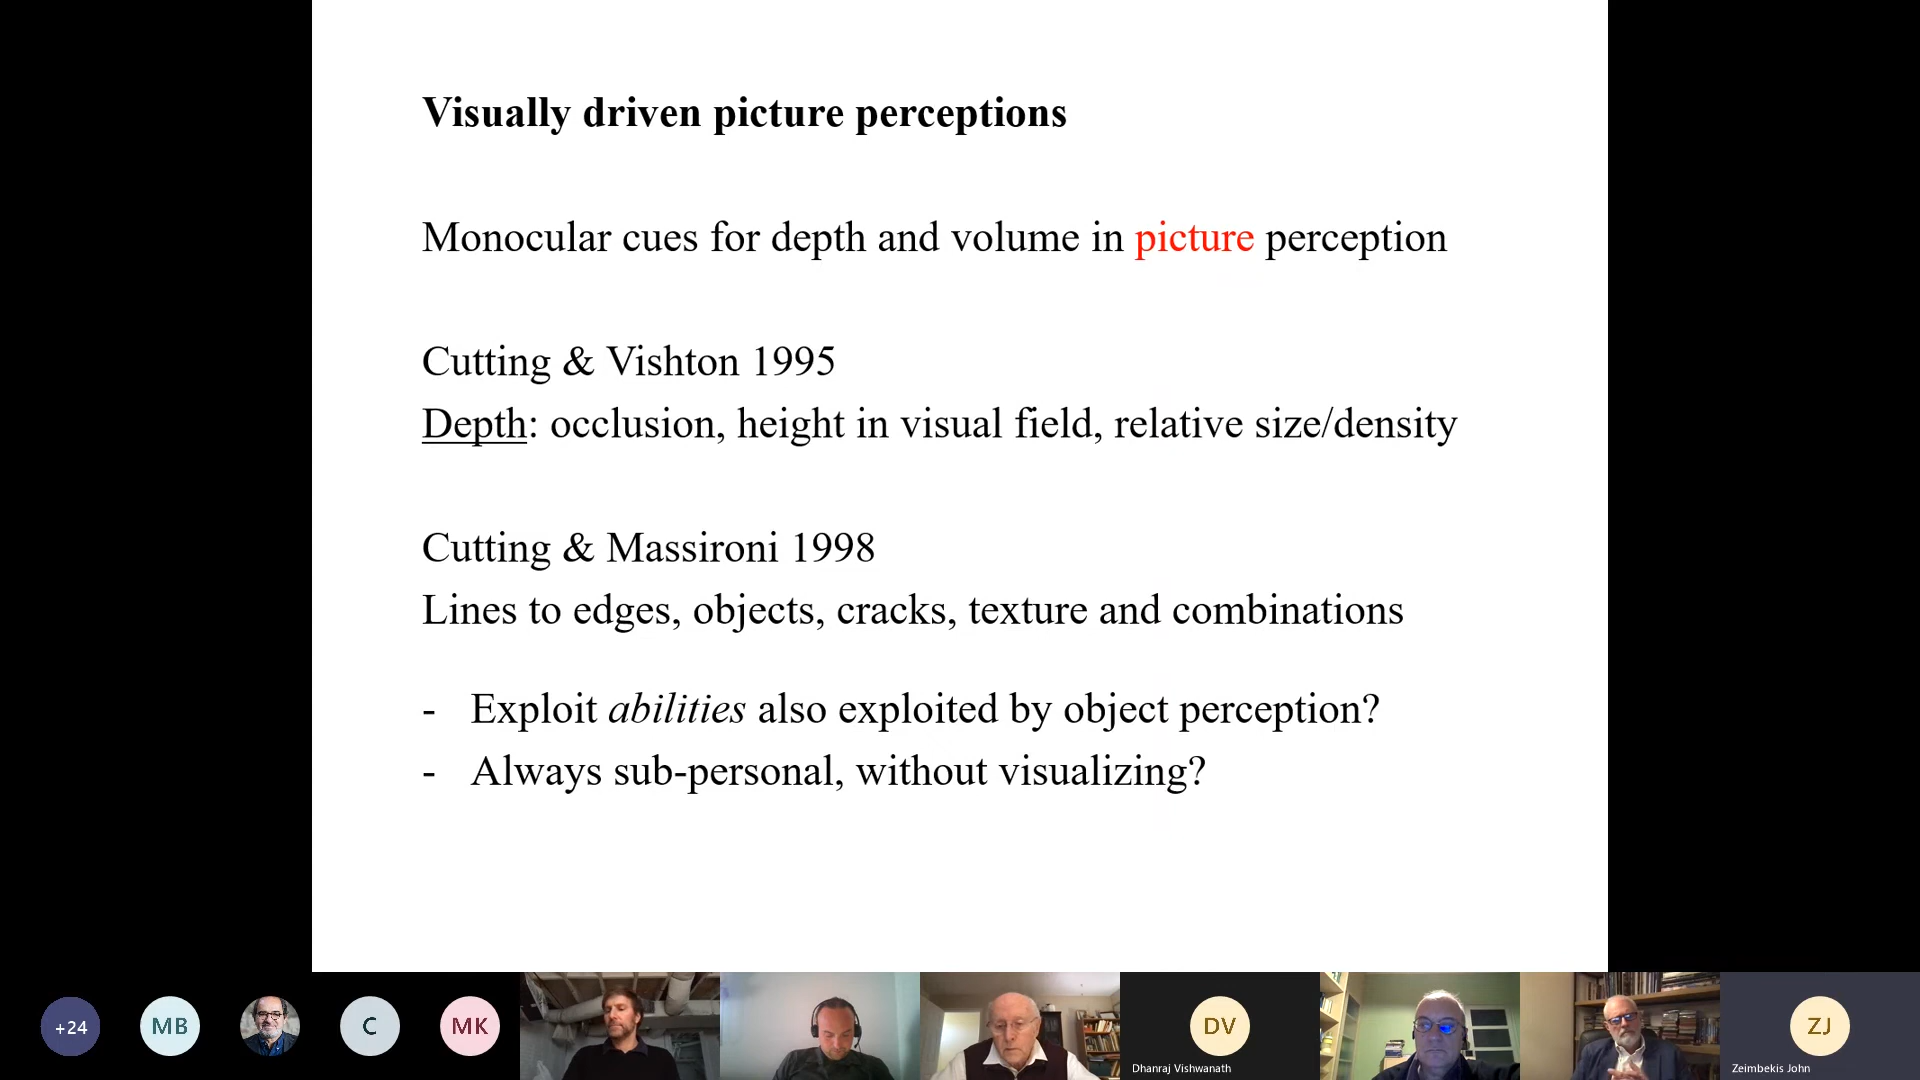 Visually driven picture perceptions
Monocular cues for depth and volume in picture perception
Cutting & Vishton 1995
Depth: occlusion, height in visual field, relative size/density
Cutting & Massironi 1998
Lines to edges, objects, cracks, texture and combinations
- Exploit abilities also exploited by object perception?
- Always sub-personal, without visualizing?
+24
MB
C
MK
DV
Dhanraj Vishwanath
ZJ
Zeimbekis John